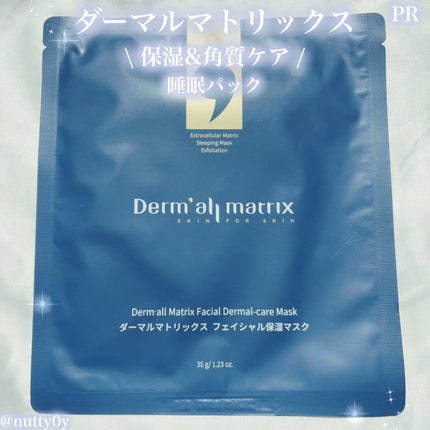 ダーマルマトリックス
PR
\ 保湿&角質ケア /
睡眠パック
Extracellular Matrix
Sleeping Mask
Exfoliation
Derm'all matrix
SKIN FOR SKIN
Derm·all Matrix Facial Dermal-care Mask
ダーマルマトリックス フェイシャル保湿マスク
35 g/ 1.23 oz.
@nutty0y